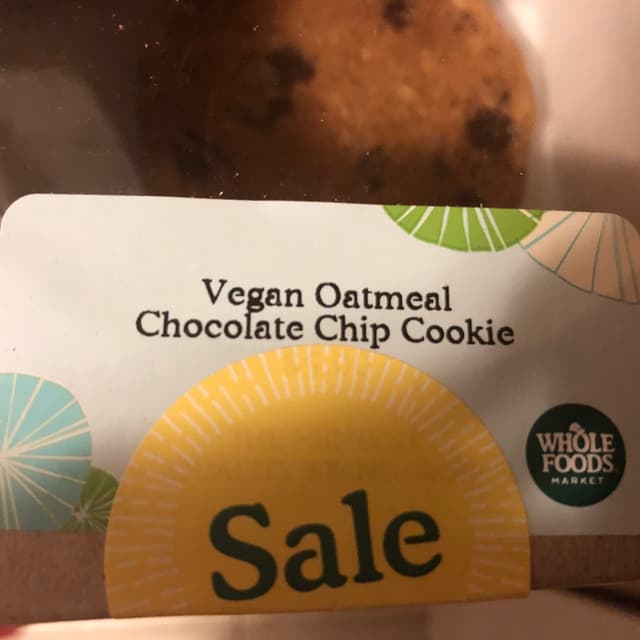 Vegan Oatmeal
Chocolate Chip Cookie
Sale
WHOLE
FOODS
MARKET